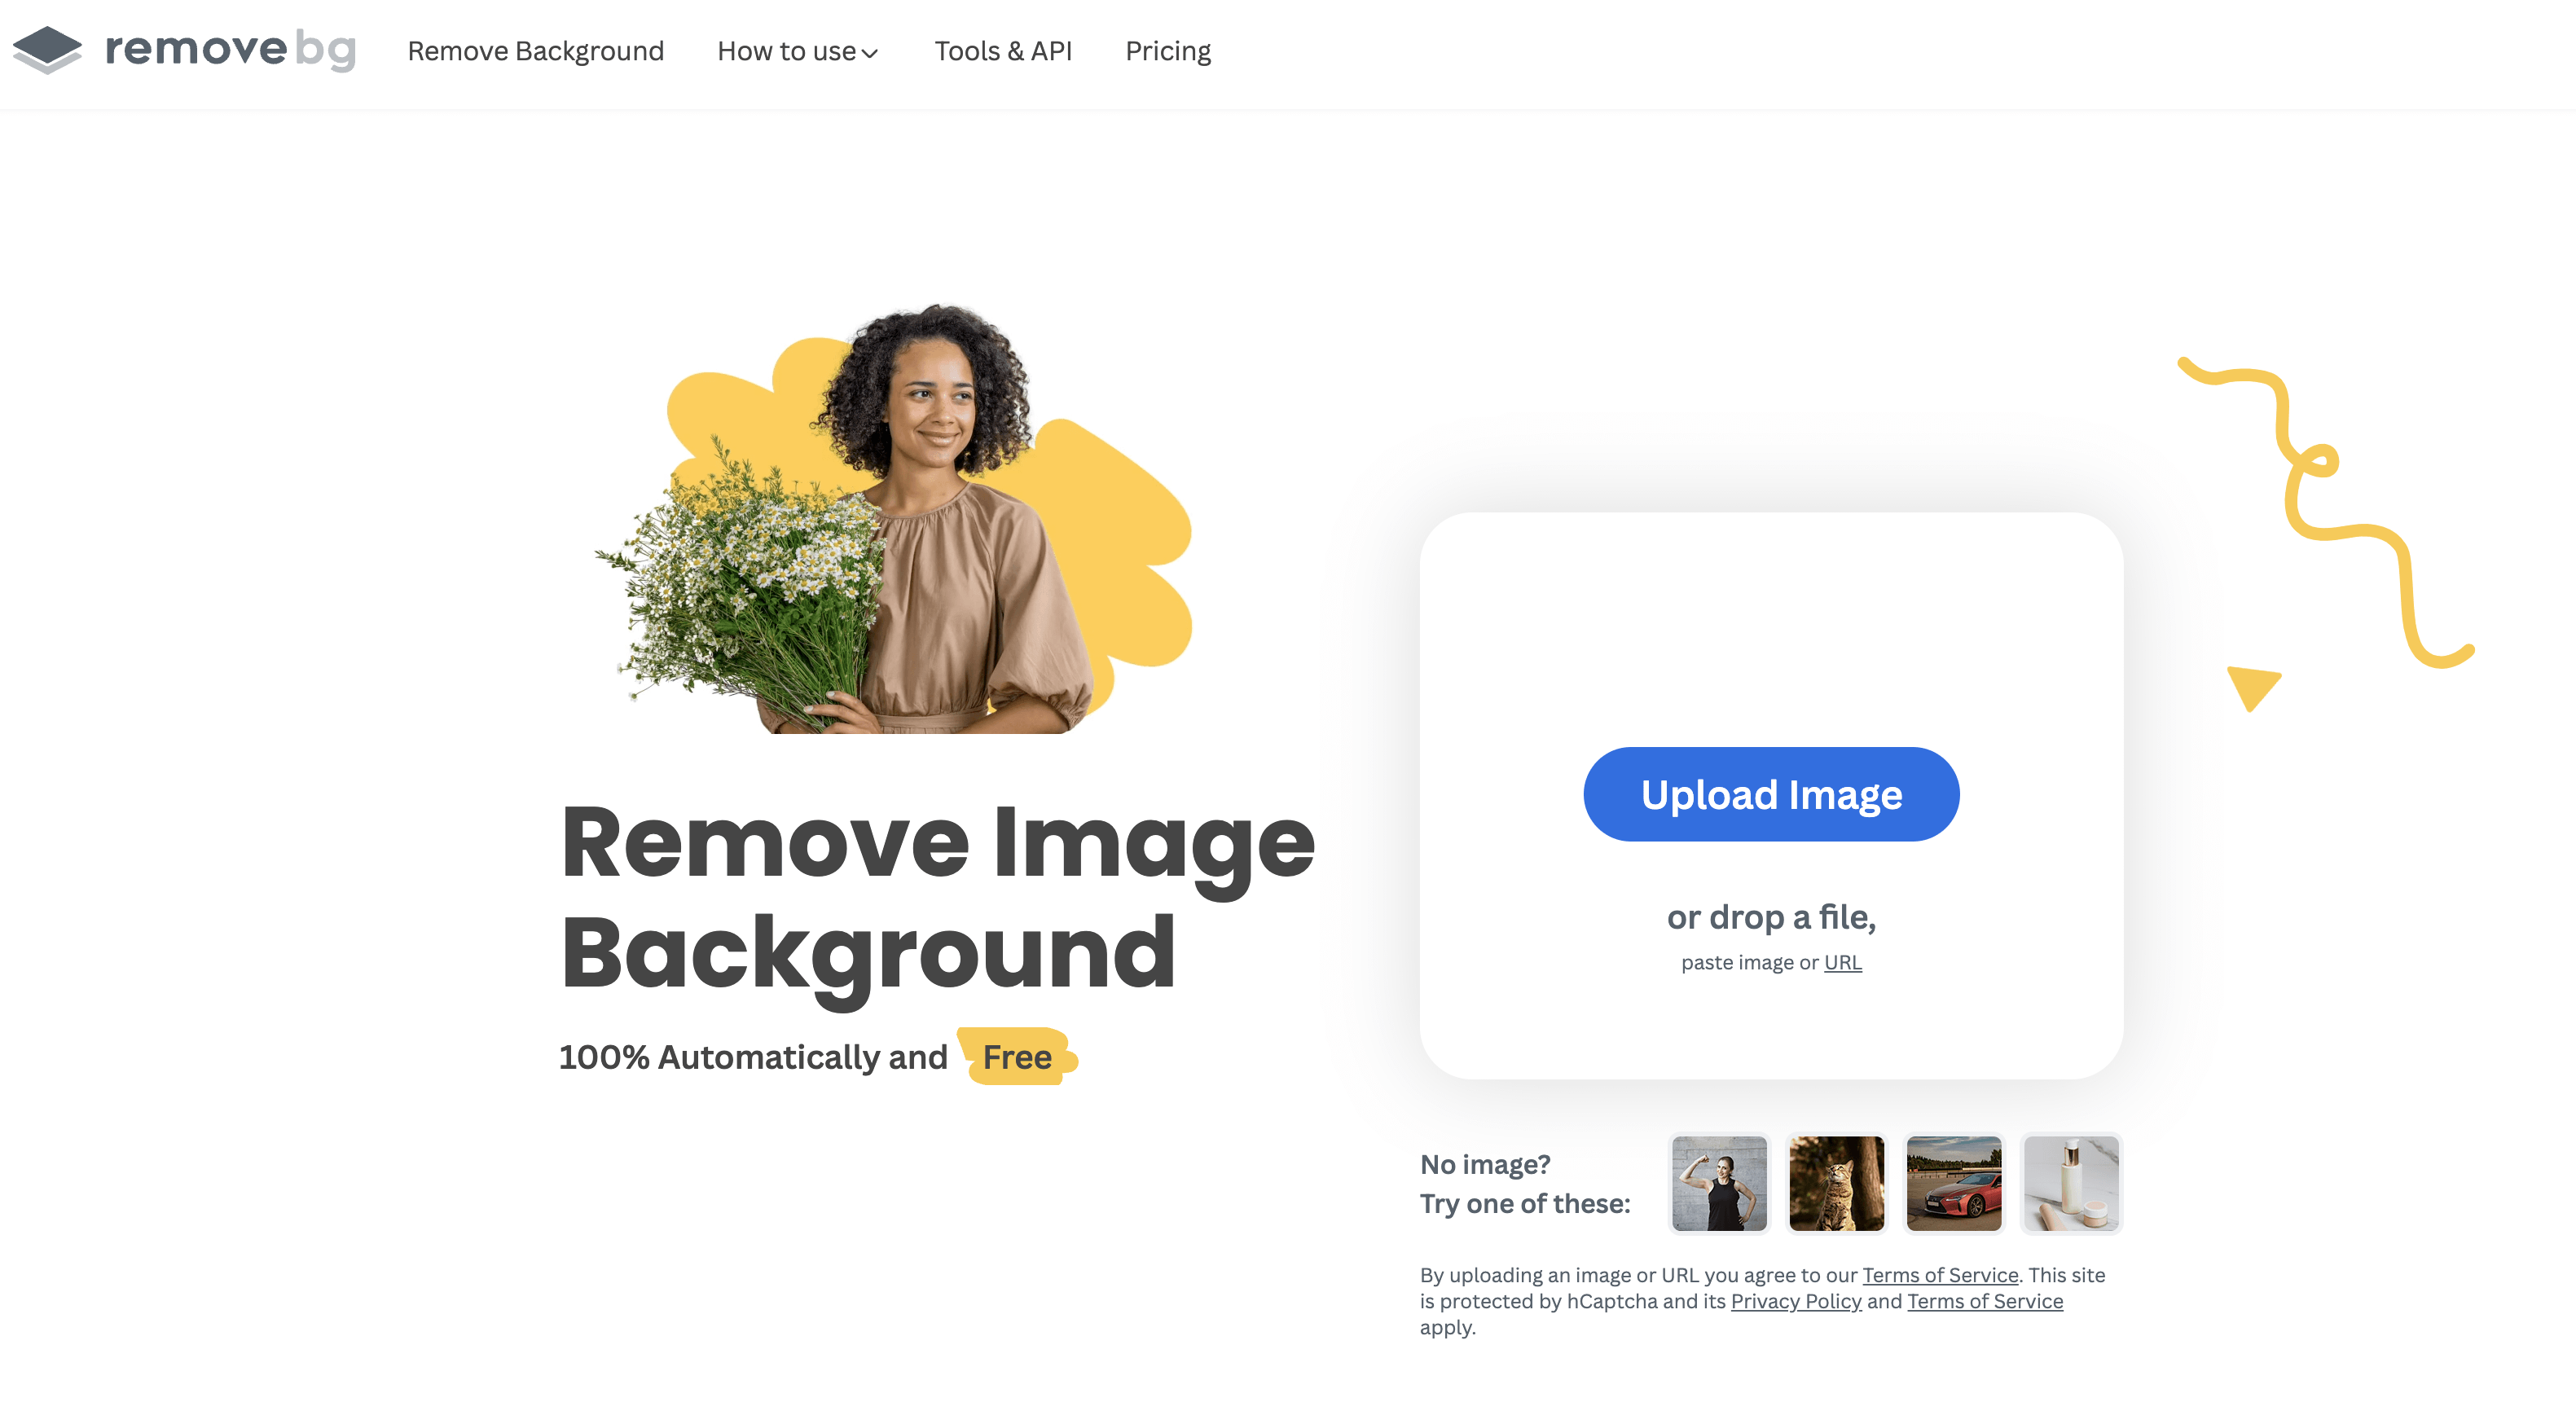 removebg
Remove Background
How to use
Tools & API
Pricing
Remove Image
Background
100% Automatically and Free
Upload Image
or drop a file,
paste image or URL
No image?
Try one of these:
By uploading an image or URL you agree to our Terms of Service. This site
is protected by hCaptcha and its Privacy Policy and Terms of Service
apply.